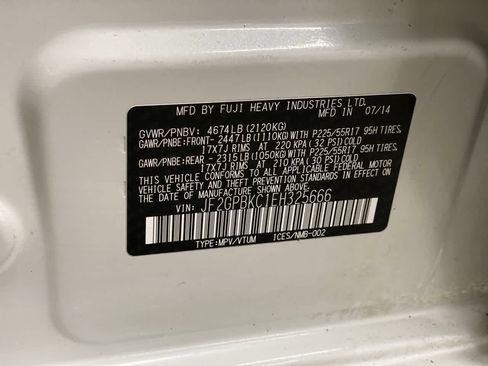 MFD BY FUJI HEAVY INDUSTRIES LTD.
MFD IN 07/14
GVWR/PNBV: 4674LB(2120KG)
GAWR/PNBE:FRONT- 2447LB(1110KG)WITH P225/55R17 95H TIRES,
17X7J RIMS AT 220 KPA( 32 PSI)COLD
GAWR/PNBE:REAR - 2315LB(1050KG)WITH P225/55R17 95H TIRES,
17X7J RIMS AT 210 KPA( 30 PSI)COLD
THIS VEHICLE CONFORMS TO ALL APPLICABLE FEDERAL MOTOR
VEHICLE SAFETY STANDARDS IN EFFECT ON
THE DATE OF MANUFACTURE SHOWN ABOVE.
VIN: JF2GPBKC1EH325666
TYPE:MPV/VTUM ICES/NMB-002